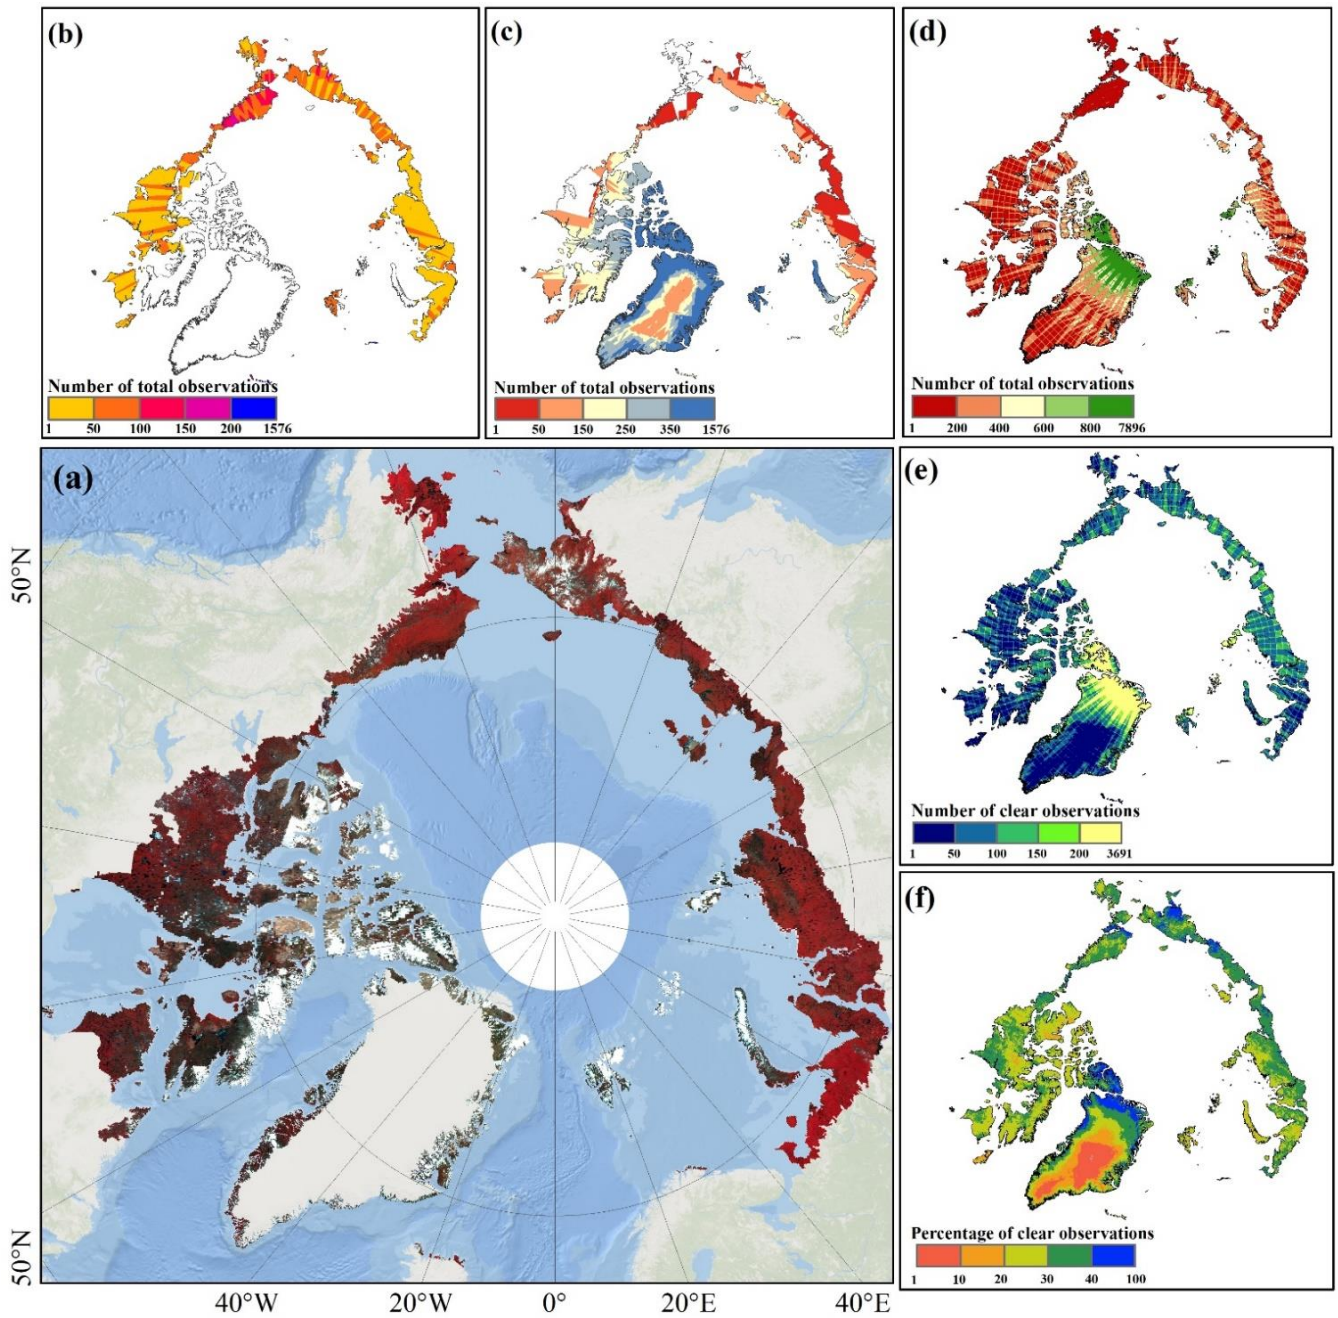 (b)
Number of total observations
1 50 100 150 200 1576
(c)
Number of total observations
1 50 150 250 350 1576
(d)
Number of total observations
1 200 400 600 800 7896
(a)
50°N
50°N
40°W 20°W 0° 20°E 40°E
(e)
Number of clear observations
1 50 100 150 200 3691
(f)
Percentage of clear observations
1 10 20 30 40 100